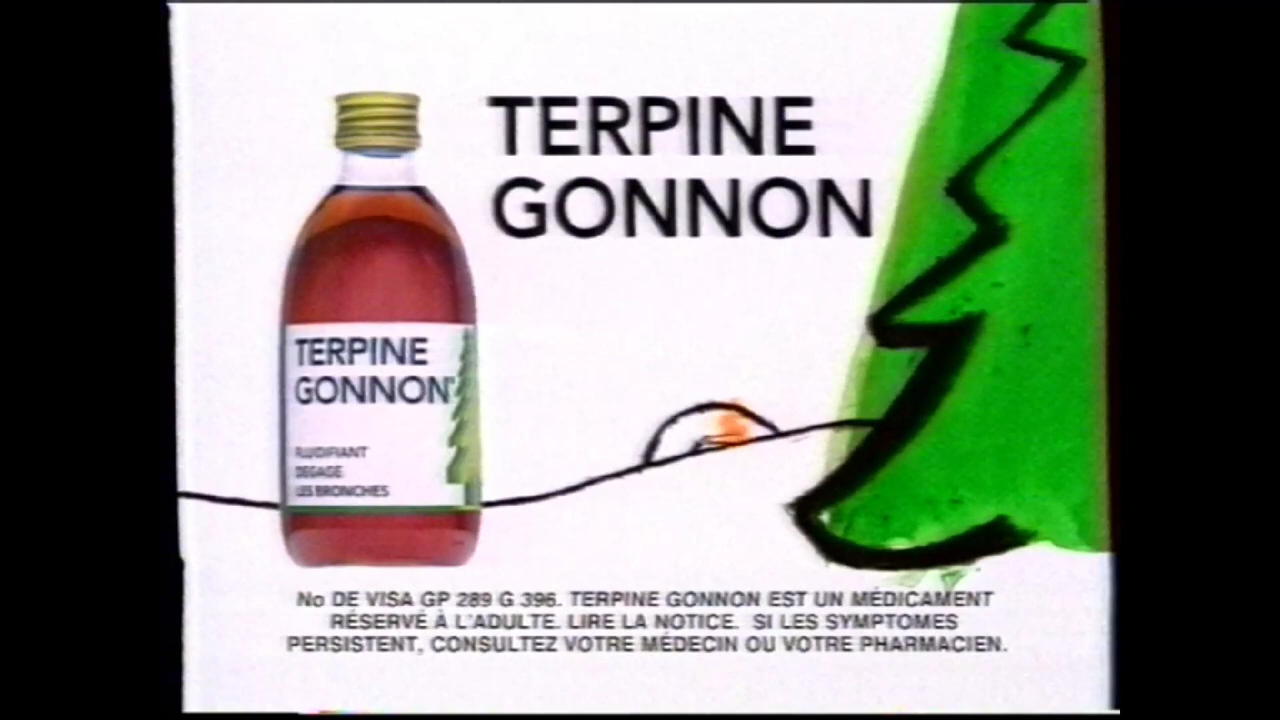 TERPINE
GONNON
TERPINE
GONNON
FLUIDIFIANT
DEGAGE
LES BRONCHES
No DE VISA GP 289 G 396. TERPINE GONNON EST UN MÉDICAMENT
RÉSERVÉ À L'ADULTE. LIRE LA NOTICE. SI LES SYMPTOMES
PERSISTENT, CONSULTEZ VOTRE MÉDECIN OU VOTRE PHARMACIEN.